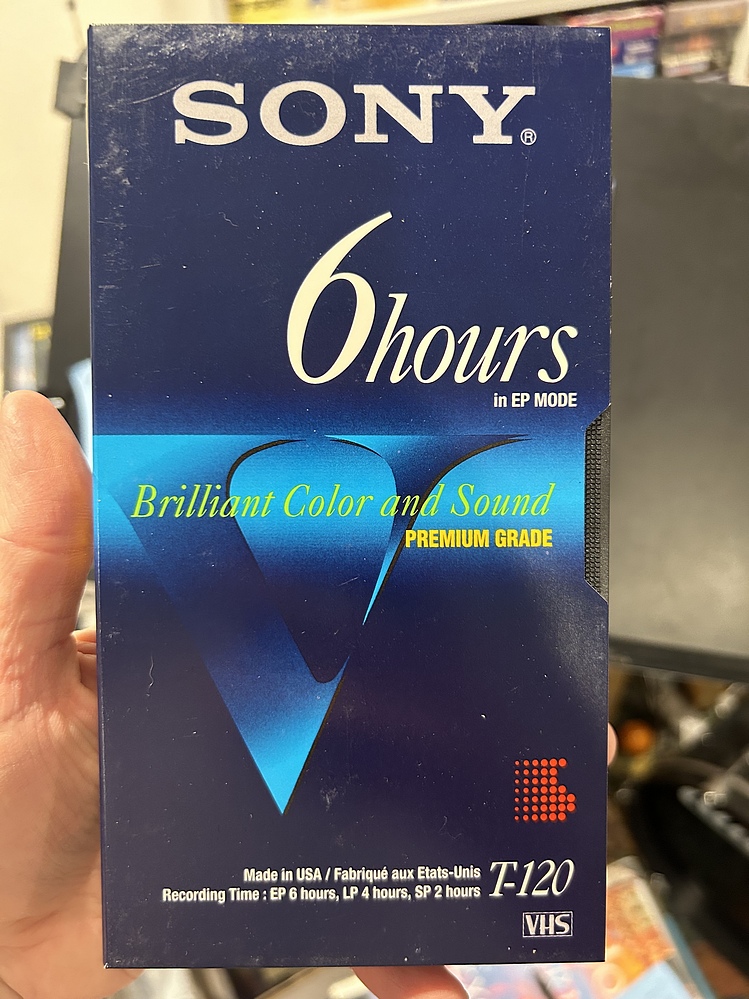 SONY®
6hours
in EP MODE
Brilliant Color and Sound
PREMIUM GRADE
Made in USA / Fabriqué aux Etats-Unis
Recording Time : EP 6 hours, LP 4 hours, SP 2 hours
T-120
VHS